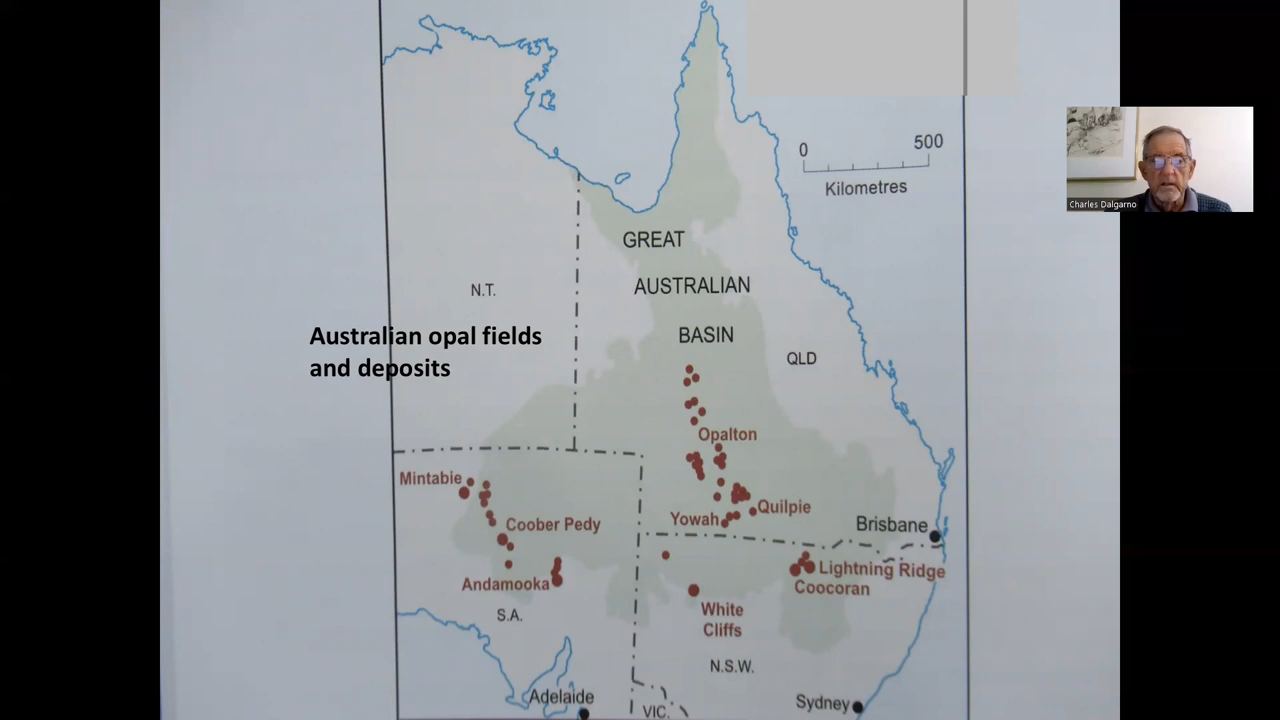 0 500
Kilometres
Charles Dalgarno
GREAT
AUSTRALIAN
BASIN
N.T.
Australian opal fields
and deposits
QLD
Opalton
Mintabie
Quilpie
Yowah
Coober Pedy
Brisbane
Lightning Ridge
Andamooka
Coocoran
S.A.
White
Cliffs
N.S.W.
Adelaide
Sydney
VIC.